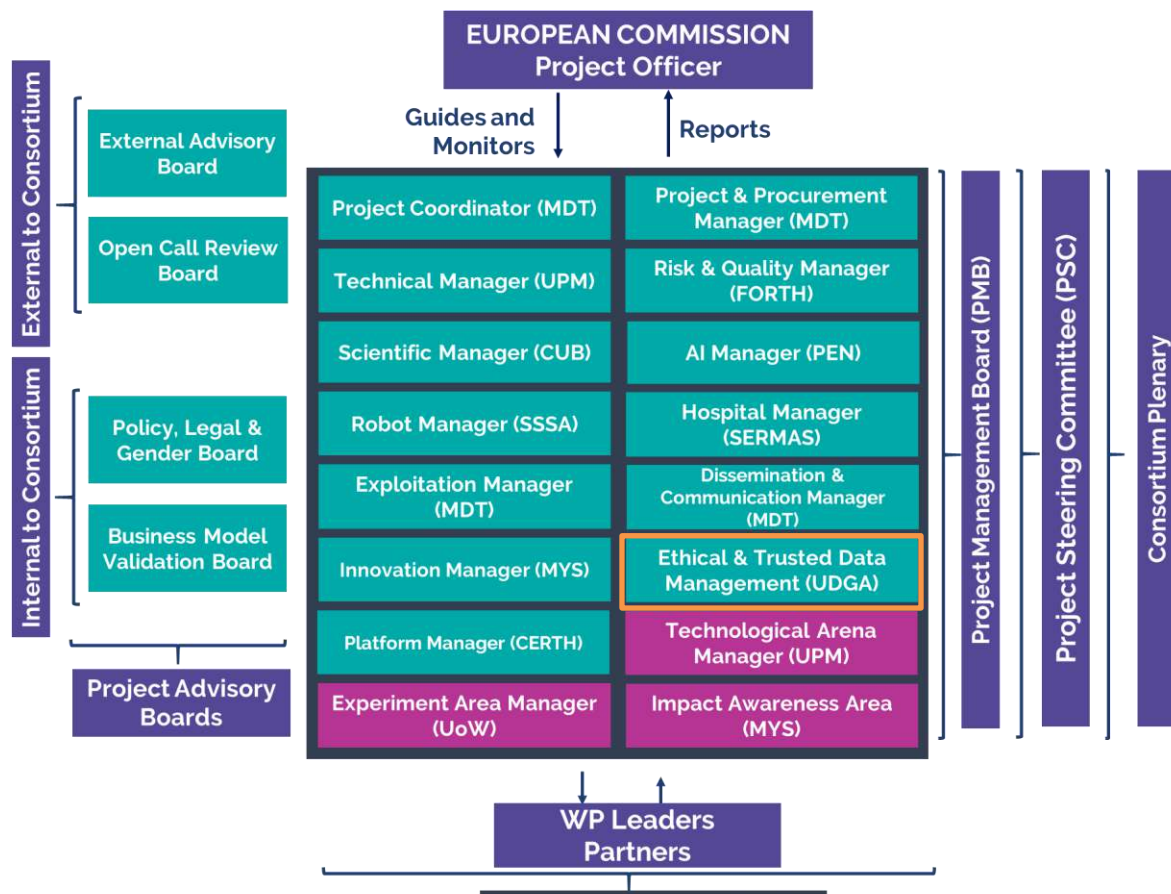 EUROPEAN COMMISSION
Project Officer
Guides and
Monitors
Reports
External to Consortium
External Advisory
Board
Open Call Review
Board
Internal to Consortium
Policy, Legal &
Gender Board
Business Model
Validation Board
Project Advisory
Boards
Project Coordinator (MDT)
Project & Procurement
Manager (MDT)
Technical Manager (UPM)
Risk & Quality Manager
(FORTH)
Scientific Manager (CUB)
AI Manager (PEN)
Robot Manager (SSSA)
Hospital Manager
(SERMAS)
Exploitation Manager
(MDT)
Dissemination &
Communication Manager
(MDT)
Innovation Manager (MYS)
Ethical & Trusted Data
Management (UDGA)
Platform Manager (CERTH)
Technological Arena
Manager (UPM)
Experiment Area Manager
(UoW)
Impact Awareness Area
(MYS)
Project Management Board (PMB)
Project Steering Committee (PSC)
Consortium Plenary
WP Leaders
Partners